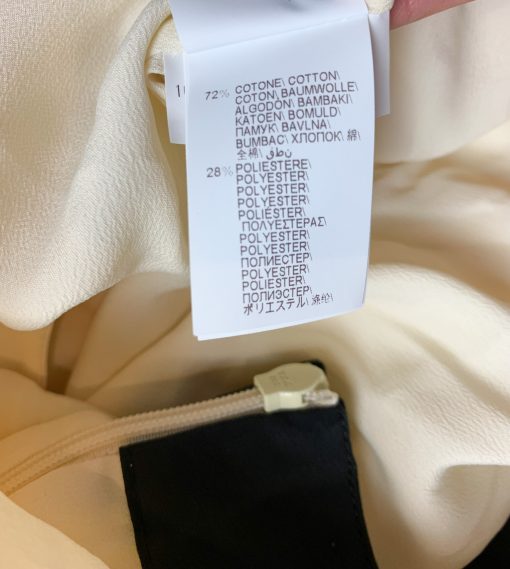 72% COTONE\ COTTON\
COTON\ BAUMWOLLE\
ALGODÓN\ BAMBAKI\
KATOEN\ BOMULD\
ПАМУК\ BAVLNA\
BUMBAC\ ХЛОПОК\ 綿\
全棉\ قطن
28% POLIESTERE\
POLYESTER\
POLYESTER\
POLYESTER\
POLIÉSTER\
ΠΟΛΥΕΣΤΕΡΑΣ\
POLYESTER\
POLYESTER\
ПОЛИЕСТЕР\
POLYESTER\
POLIESTER\
ПОЛИЭСТЕР\
ポリエステル\ 涤纶\